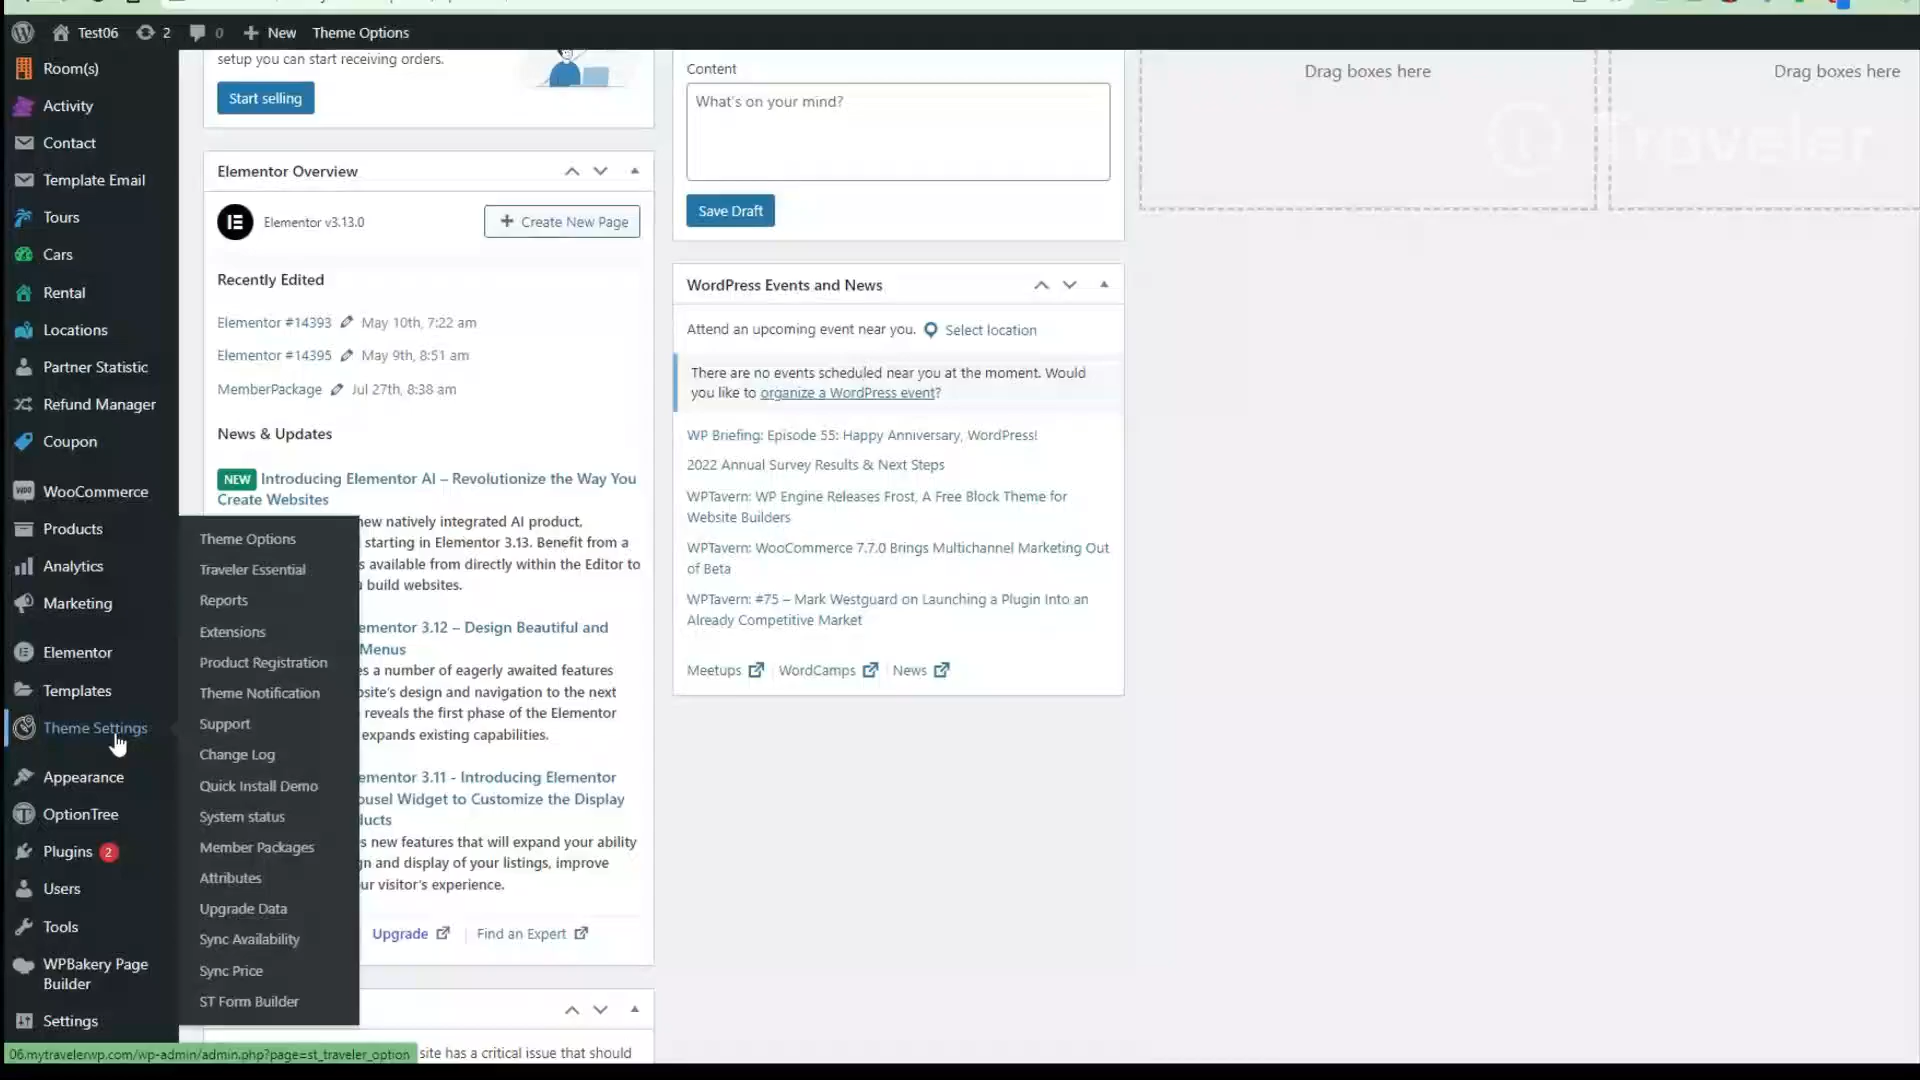 Test06
2
0
New
Theme Options
Room(s)
Activity
Contact
Template Email
Tours
Cars
Rental
Locations
Partner Statistic
Refund Manager
Coupon
WooCommerce
Products
Analytics
Marketing
Elementor
Templates
Theme Settings
Appearance
OptionTree
Plugins 2
Users
Tools
WPBakery Page
Builder
Settings
Theme Options
Traveler Essential
Reports
Extensions
Product Registration
Theme Notification
Support
Change Log
Quick Install Demo
System status
Member Packages
Attributes
Upgrade Data
Sync Availability
Sync Price
ST Form Builder
06.mytravelerwp.com/wp-admin/admin.php?page=st_traveler_option
setup you can start receiving orders.
Start selling
Elementor Overview
Elementor v3.13.0
Create New Page
Recently Edited
Elementor #14393 May 10th, 7:22 am
Elementor #14395 May 9th, 8:51 am
MemberPackage Jul 27th, 8:38 am
News & Updates
NEW Introducing Elementor AI – Revolutionize the Way You
Create Websites
new natively integrated AI product,
starting in Elementor 3.13. Benefit from a
s available from directly within the Editor to
build websites.
ementor 3.12 – Design Beautiful and
Menus
es a number of eagerly awaited features
bsite's design and navigation to the next
reveals the first phase of the Elementor
expands existing capabilities.
ementor 3.11 - Introducing Elementor
ousel Widget to Customize the Display
ducts
s new features that will expand your ability
gn and display of your listings, improve
ur visitor's experience.
Upgrade
Find an Expert
site has a critical issue that should
Content
What's on your mind?
Save Draft
WordPress Events and News
Attend an upcoming event near you. Select location
There are no events scheduled near you at the moment. Would
you like to organize a WordPress event?
WP Briefing: Episode 55: Happy Anniversary, WordPress!
2022 Annual Survey Results & Next Steps
WPTavern: WP Engine Releases Frost, A Free Block Theme for
Website Builders
WPTavern: WooCommerce 7.7.0 Brings Multichannel Marketing Out
of Beta
WPTavern: #75 – Mark Westguard on Launching a Plugin Into an
Already Competitive Market
Meetups
WordCamps
News
Drag boxes here
Drag boxes here
Traveler